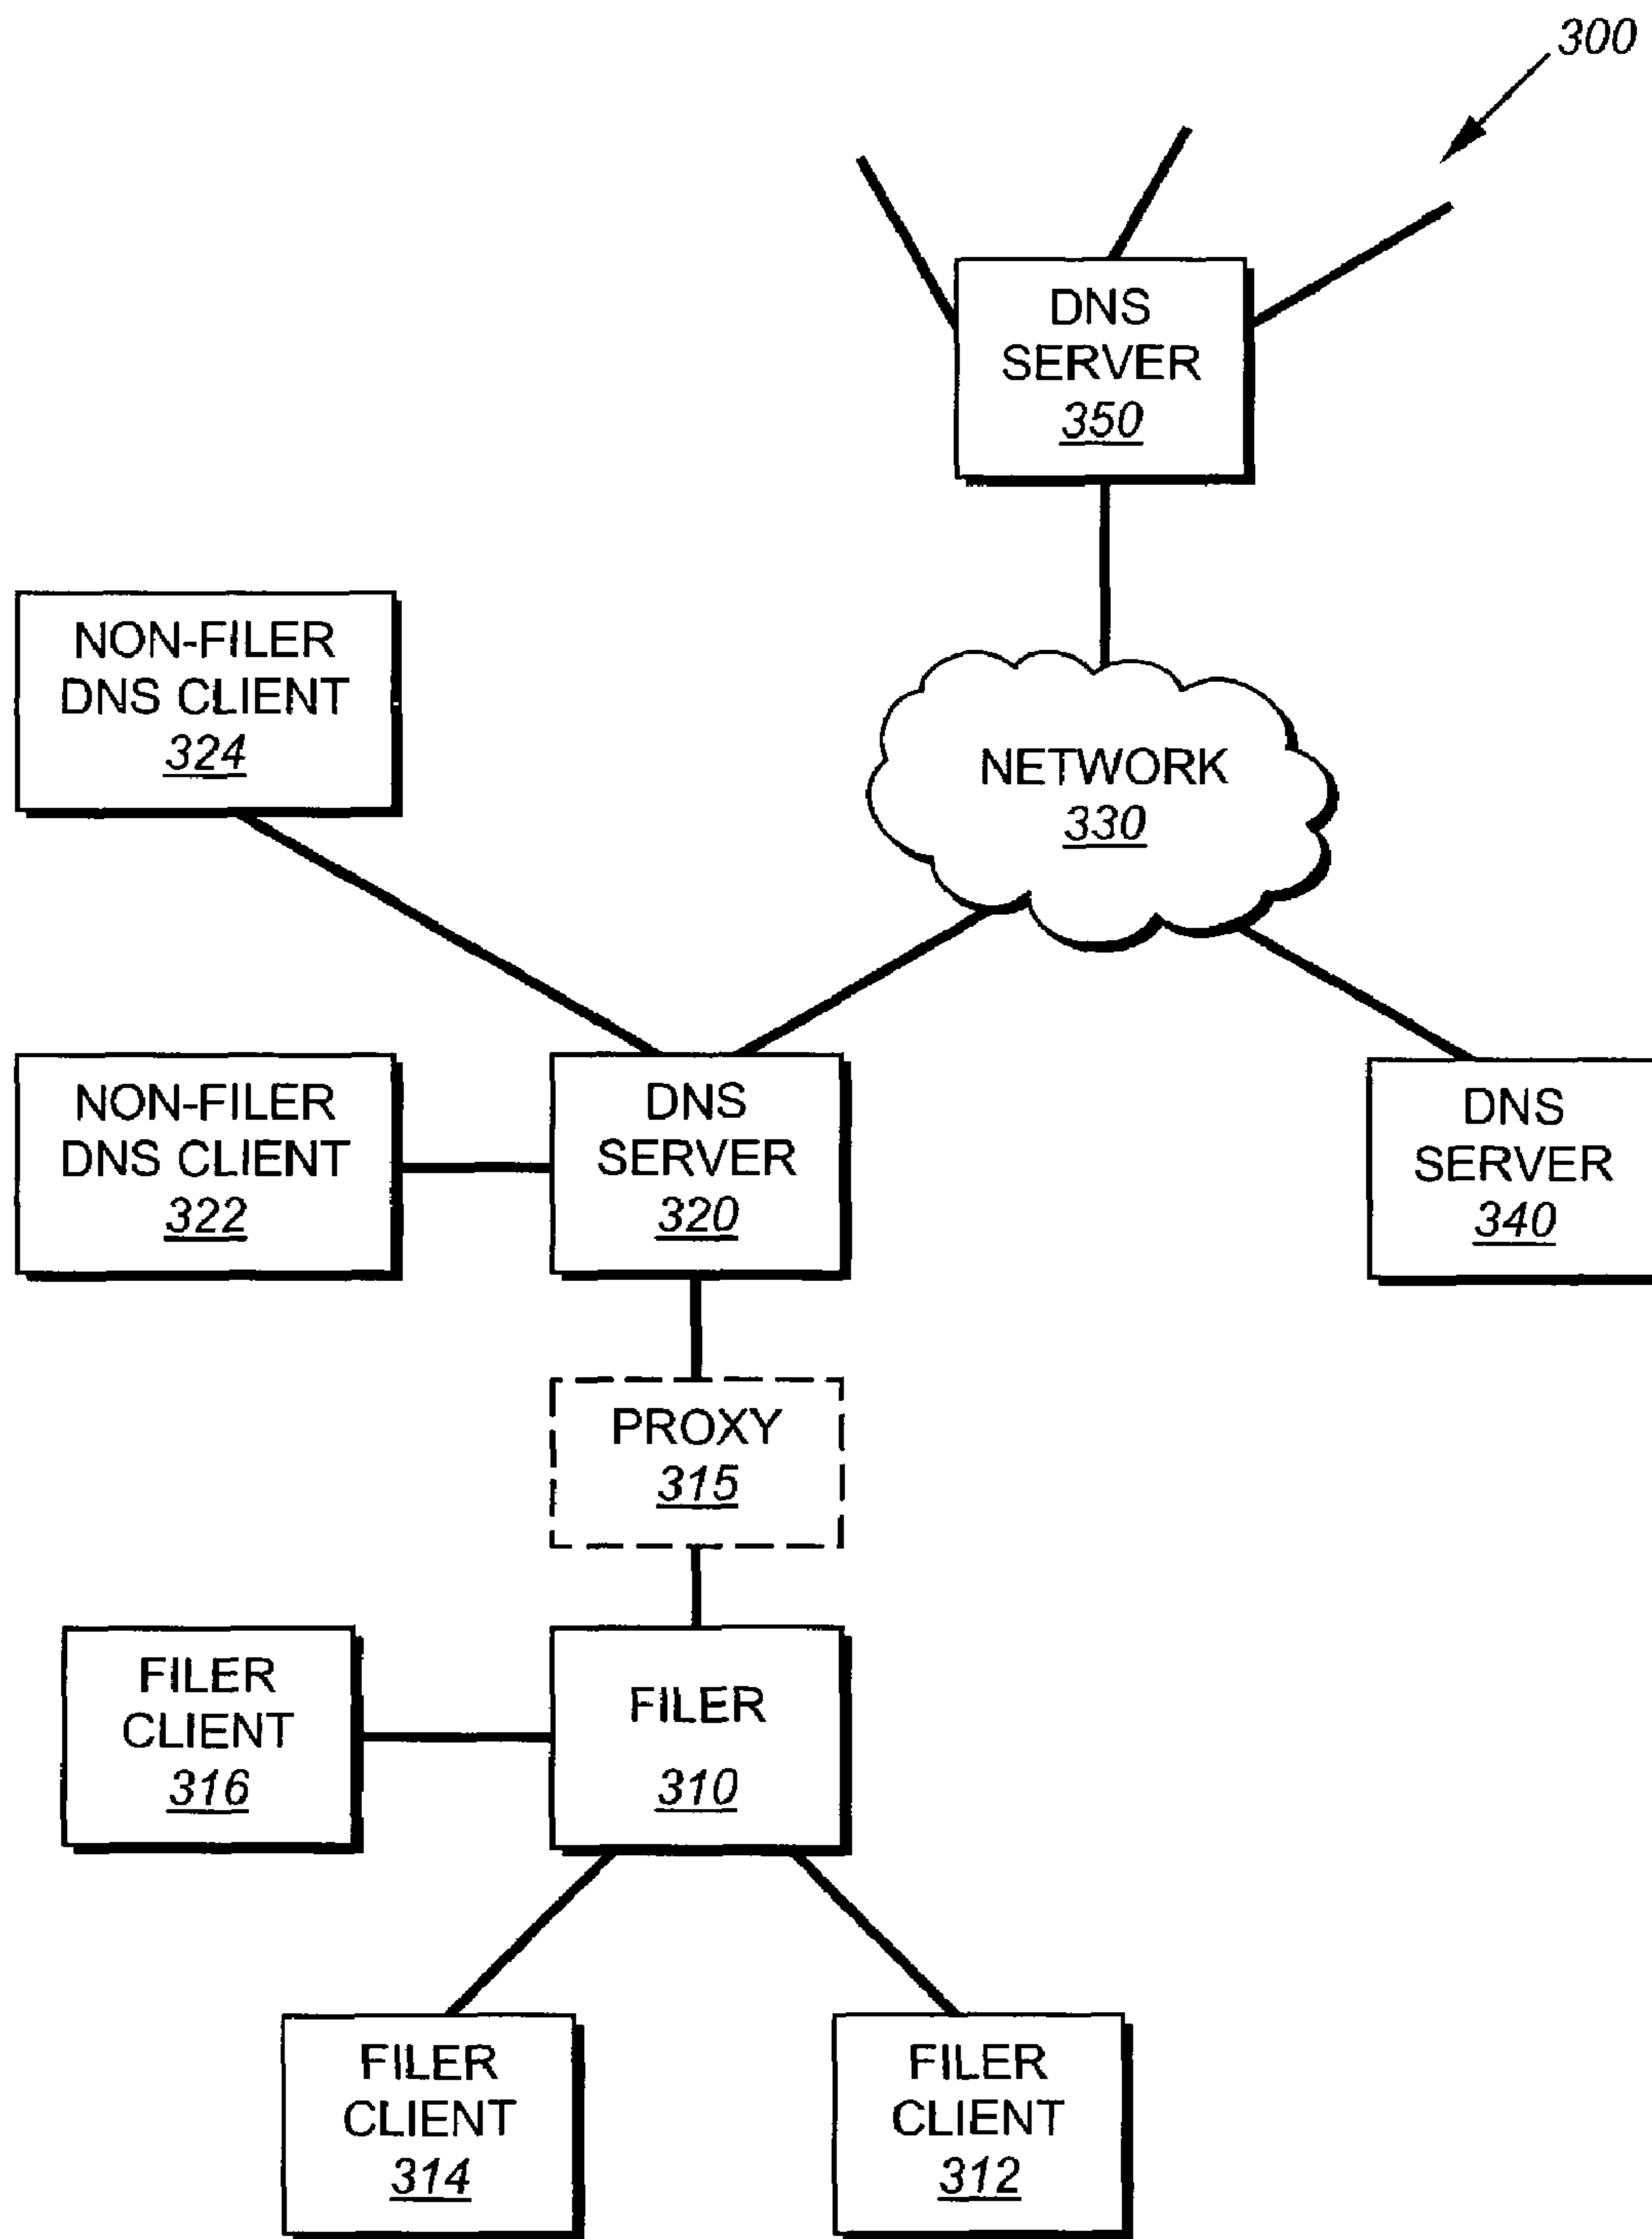 300
DNS
SERVER
350
NON-FILER
DNS CLIENT
324
NETWORK
330
NON-FILER
DNS CLIENT
322
DNS
SERVER
320
DNS
SERVER
340
PROXY
315
FILER
CLIENT
316
FILER
310
FILER
CLIENT
314
FILER
CLIENT
312